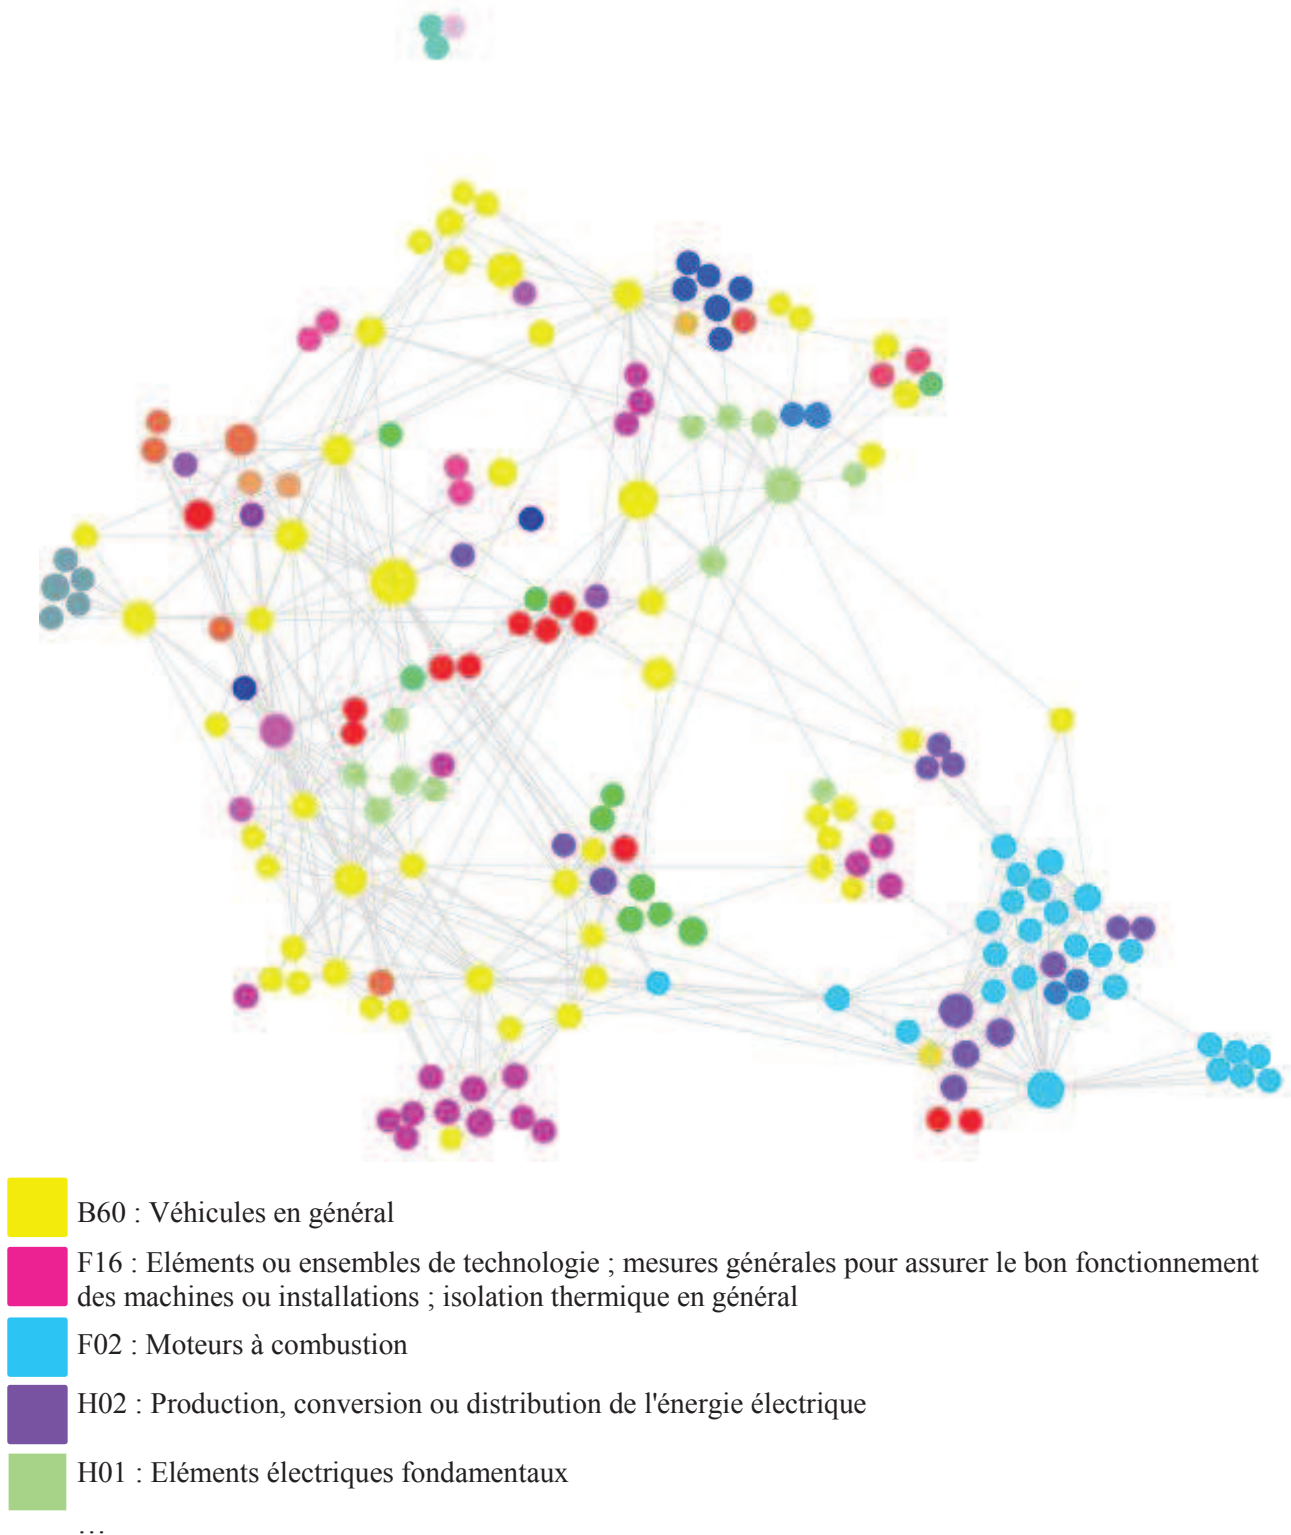 B60 : Véhicules en général
F16 : Eléments ou ensembles de technologie ; mesures générales pour assurer le bon fonctionnement
des machines ou installations ; isolation thermique en général
F02 : Moteurs à combustion
H02 : Production, conversion ou distribution de l'énergie électrique
H01 : Eléments électriques fondamentaux
…